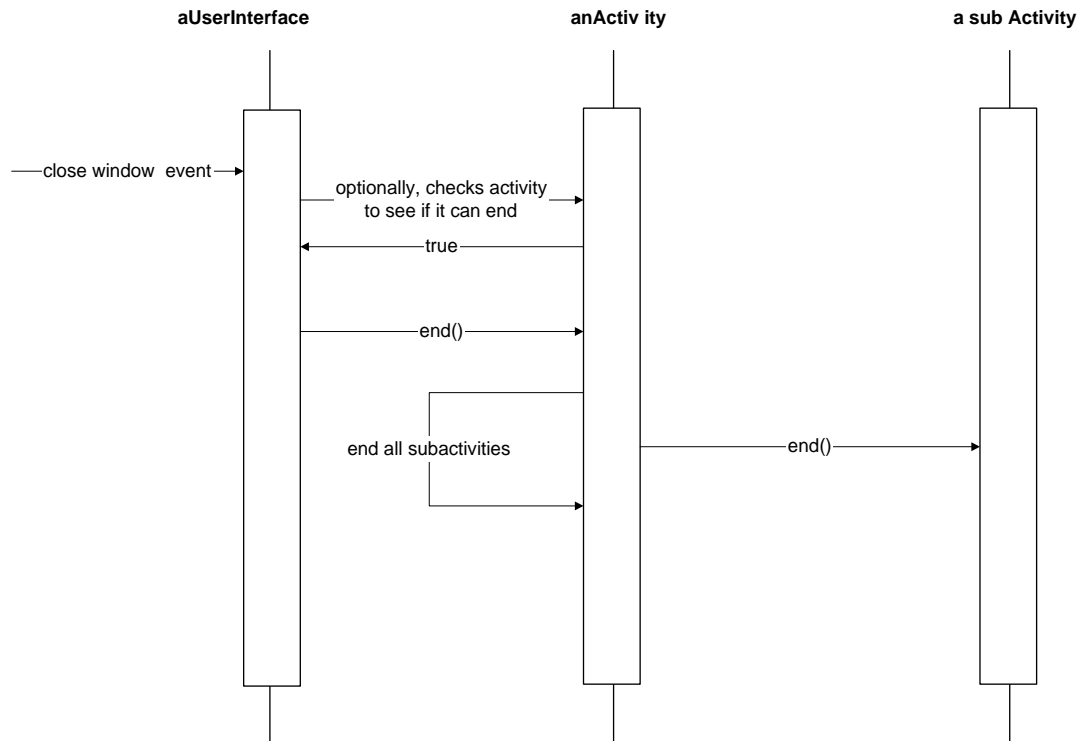 aUserInterface
anActiv ity
a sub Activity
close window  event
optionally, checks activity
to see if it can end
true
end()
end all subactivities
end()